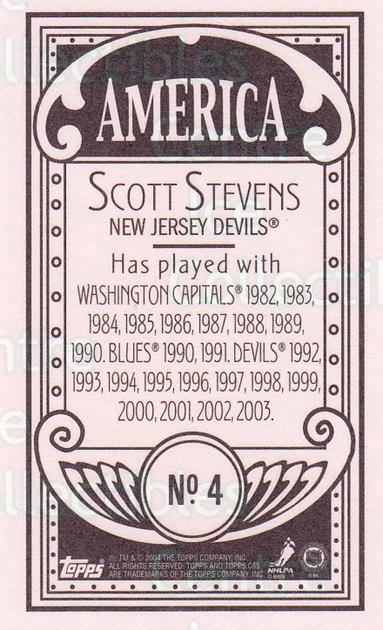 AMERICA
SCOTT STEVENS
NEW JERSEY DEVILS®
Has played with
WASHINGTON CAPITALS® 1982, 1983,
1984, 1985, 1986, 1987, 1988, 1989,
1990. BLUES® 1990, 1991. DEVILS® 1992,
1993, 1994, 1995, 1996, 1997, 1998, 1999,
2000, 2001, 2002, 2003.
Nº 4
topps
®, TM & © 2004 THE TOPPS COMPANY, INC.
ALL RIGHTS RESERVED. TOPPS AND TOPPS C55
ARE TRADEMARKS OF THE TOPPS COMPANY, INC.
NHLPA